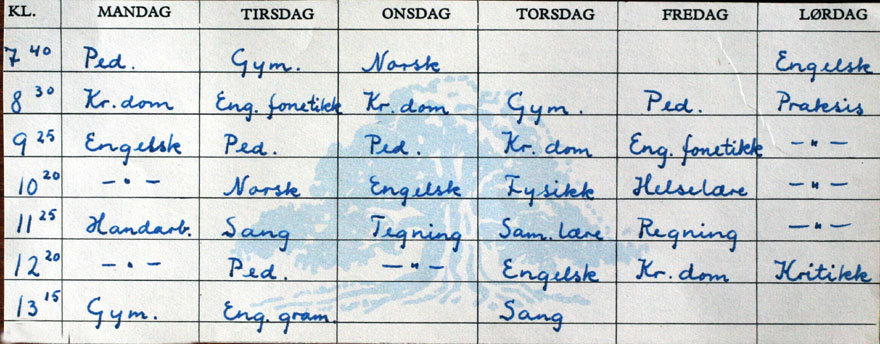 KL. MANDAG TIRSDAG ONSDAG TORSDAG FREDAG LØRDAG
7 40 Ped. Gym. Norsk Engelsk
8 30 Kr. dom Eng. fonetikk Kr. dom Gym. Ped. Praksis
9 25 Engelsk Ped. Ped. Kr. dom Eng. fonetikk — " —
10 20 — " — Norsk Engelsk Fysikk Helselære — " —
11 25 Handarb. Sang Tegning Sam. lære Regning — " —
12 20 — " — Ped. — " — Engelsk Kr. dom Kritikk
13 15 Gym. Eng. gram. Sang